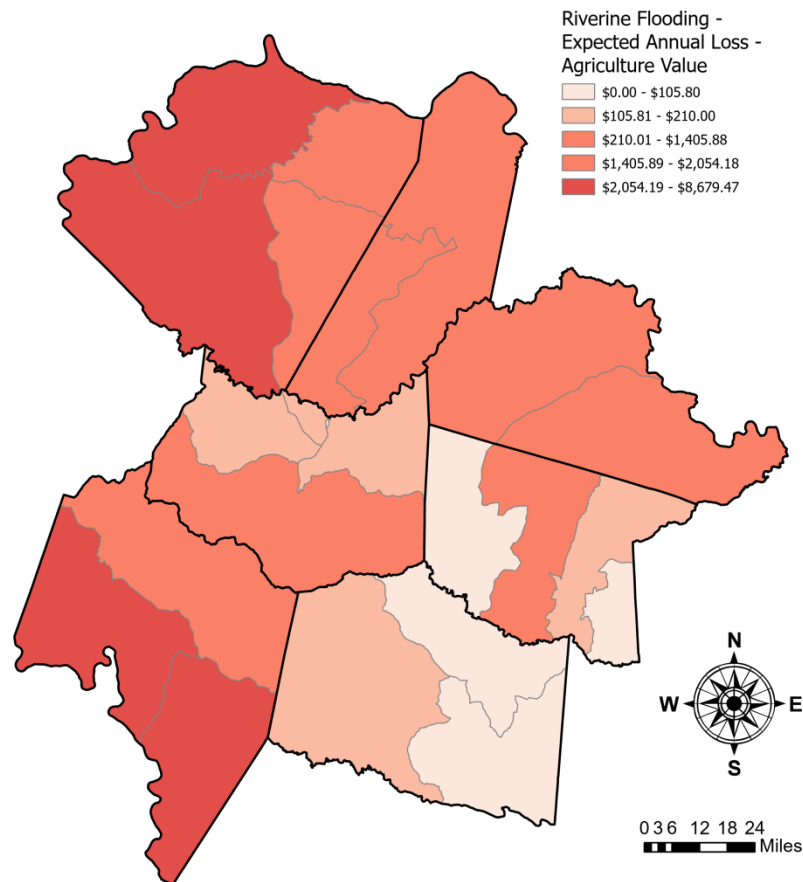 Riverine Flooding -
Expected Annual Loss -
Agriculture Value
$0.00 - $105.80
$105.81 - $210.00
$210.01 - $1,405.88
$1,405.89 - $2,054.18
$2,054.19 - $8,679.47
N
W E
S
0 3 6 12 18 24
Miles